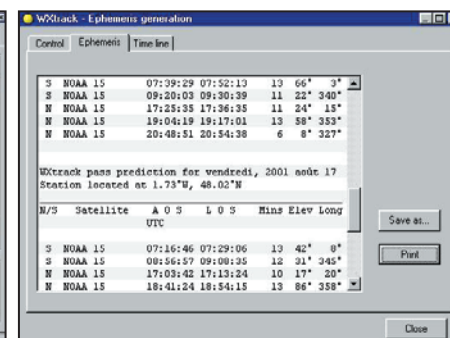 WXtrack - Ephemeris generation
Control Ephemeris Time line
S NOAA 15 07:39:29 07:52:13 13 66° 3°
S NOAA 15 09:20:03 09:30:39 11 22° 340°
N NOAA 15 17:25:35 17:36:35 11 24° 15°
N NOAA 15 19:04:19 19:17:01 13 58° 353°
N NOAA 15 20:48:51 20:54:38 6 8° 327°
WXtrack pass prediction for vendredi, 2001 août 17
Station located at 1.73°W, 48.02°N
N/S Satellite A O S L O S Mins Elev Long
UTC
S NOAA 15 07:16:46 07:29:06 13 42° 8°
S NOAA 15 08:56:57 09:08:35 12 31° 345°
N NOAA 15 17:03:42 17:13:24 10 17° 20°
N NOAA 15 18:41:24 18:54:15 13 86° 358°
Save as...
Print
Close